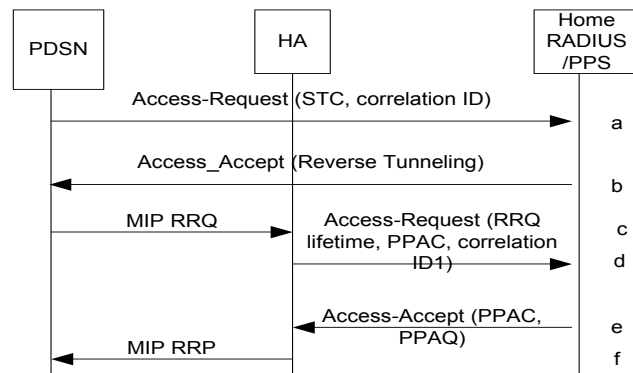 PDSN
HA
Home
RADIUS
/PPS
Access-Request (STC, correlation ID)
a
Access_Accept (Reverse Tunneling)
b
MIP RRQ
Access-Request (RRQ
lifetime, PPAC, correlation
ID1)
c
d
Access-Accept (PPAC,
PPAQ)
e
MIP RRP
f